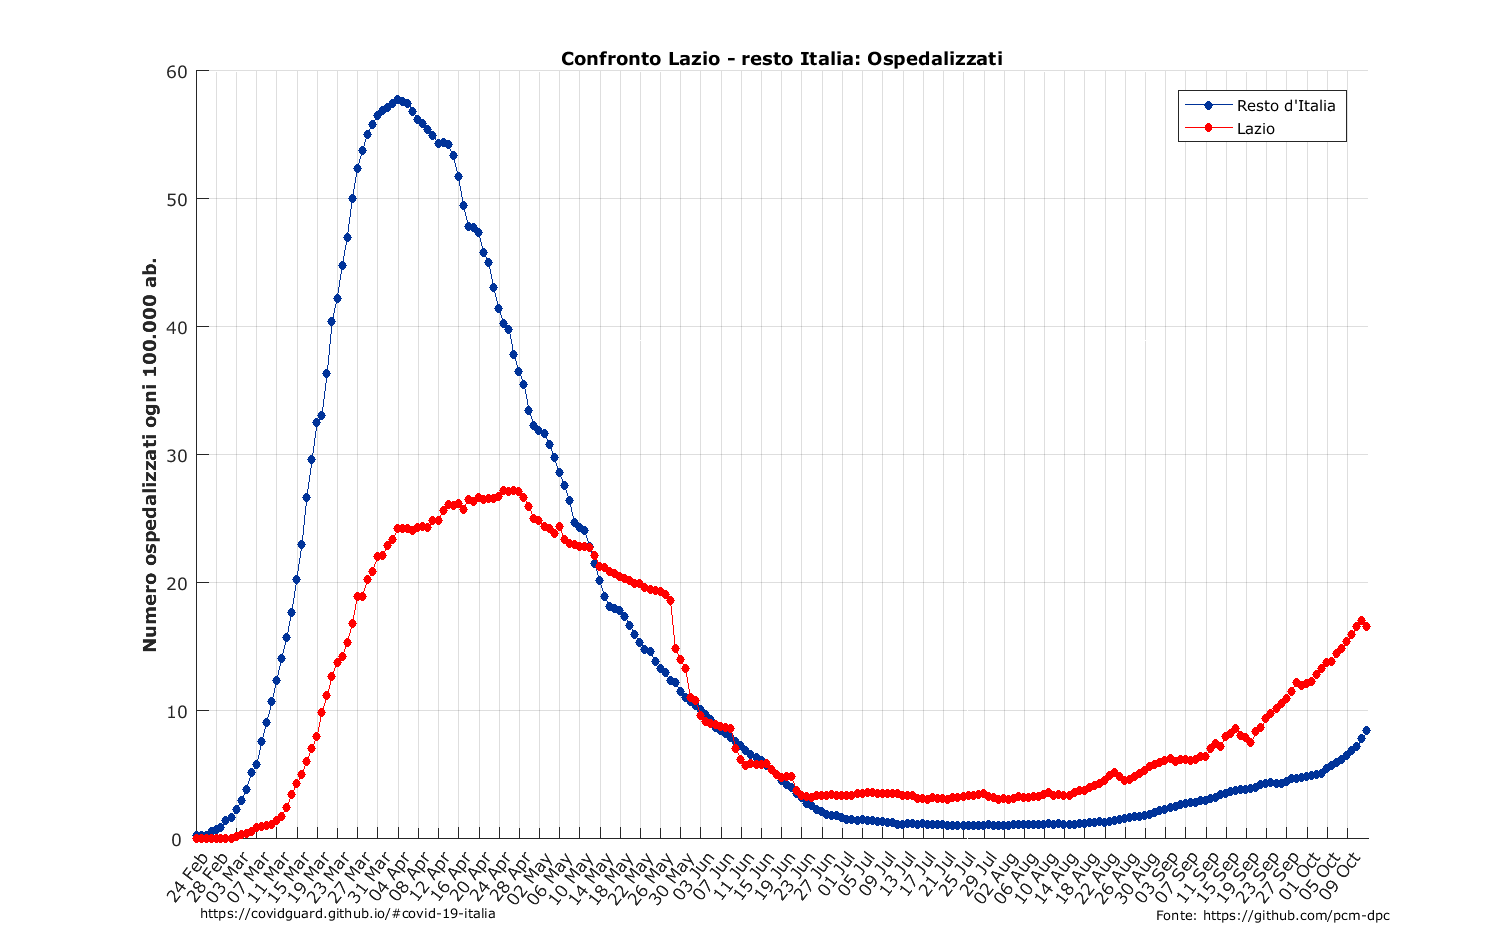 Confronto Lazio - resto Italia: Ospedalizzati
Numero ospedalizzati ogni 100.000 ab.
60
50
40
30
20
10
0
Resto d'Italia
Lazio
24 Feb
28 Feb
03 Mar
07 Mar
11 Mar
15 Mar
19 Mar
23 Mar
27 Mar
31 Mar
04 Apr
08 Apr
12 Apr
16 Apr
20 Apr
24 Apr
28 Apr
02 May
06 May
10 May
14 May
18 May
22 May
26 May
30 May
03 Jun
07 Jun
11 Jun
15 Jun
19 Jun
23 Jun
27 Jun
01 Jul
05 Jul
09 Jul
13 Jul
17 Jul
21 Jul
25 Jul
29 Jul
02 Aug
06 Aug
10 Aug
14 Aug
18 Aug
22 Aug
26 Aug
30 Aug
03 Sep
07 Sep
11 Sep
15 Sep
19 Sep
23 Sep
27 Sep
01 Oct
05 Oct
09 Oct
https://covidguard.github.io/#covid-19-italia
Fonte: https://github.com/pcm-dpc